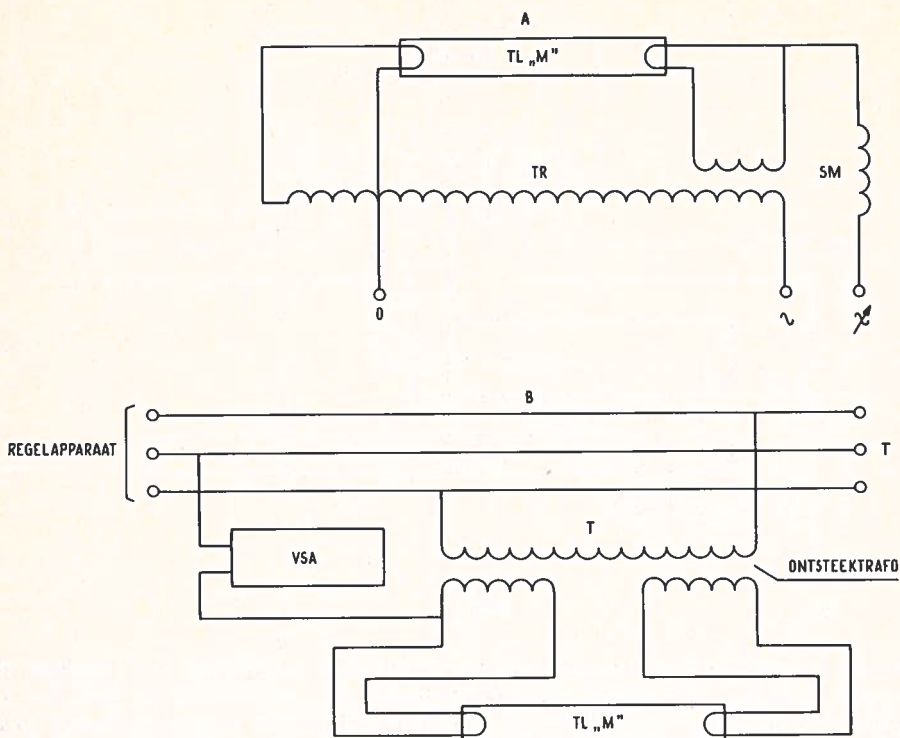 A
TL „M"
TR
SM
0
~
B
REGELAPPARAAT
T
T
VSA
ONTSTEEKTRAFO
TL „M"